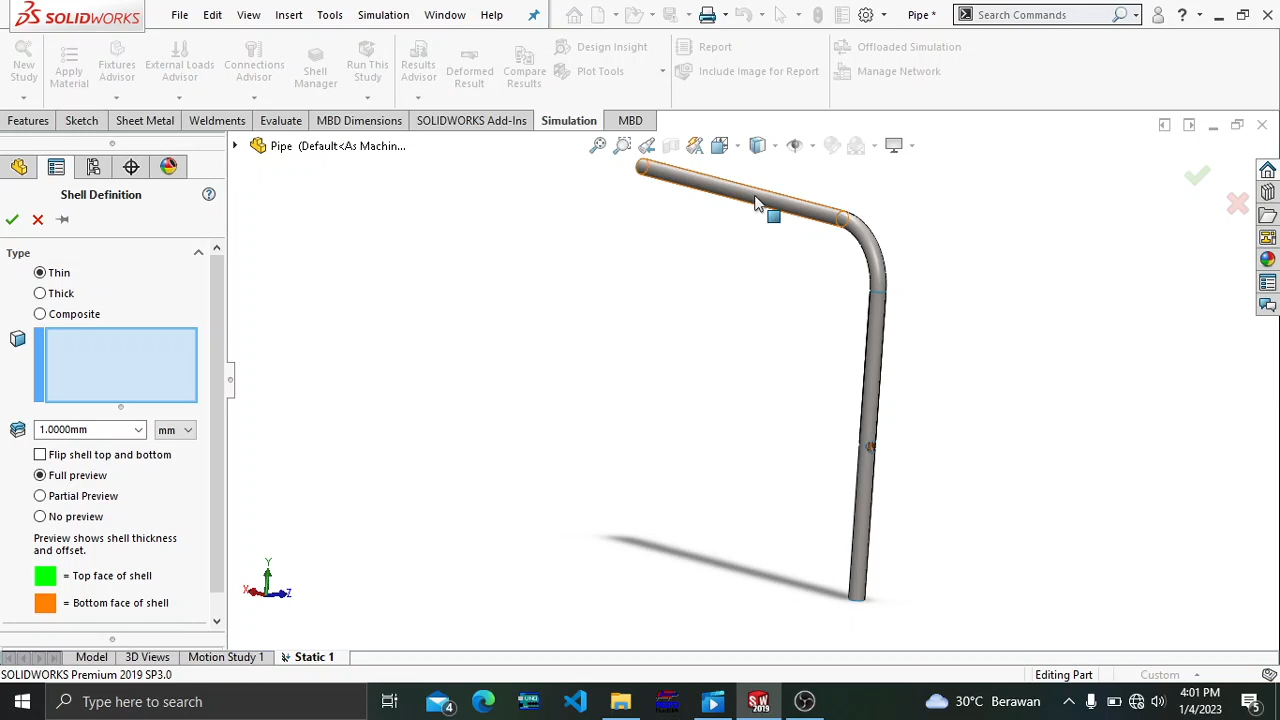 SOLIDWORKS
File Edit View Insert Tools Simulation Window Help
Pipe *
Search Commands
?
New Study
Apply Material
Fixtures Advisor
External Loads Advisor
Connections Advisor
Shell Manager
Run This Study
Results Advisor
Deformed Result
Compare Results
Design Insight
Plot Tools
Report
Include Image for Report
Offloaded Simulation
Manage Network
Features Sketch Sheet Metal Weldments Evaluate MBD Dimensions SOLIDWORKS Add-Ins Simulation MBD
Pipe (Default<As Machin...
Shell Definition
?
Type
Thin
Thick
Composite
1.0000mm mm
Flip shell top and bottom
Full preview
Partial Preview
No preview
Preview shows shell thickness
and offset.
= Top face of shell
= Bottom face of shell
Y
X
Z
Model 3D Views Motion Study 1 Static 1
SOLIDWORKS Premium 2019 SP3.0
Editing Part
Custom
Type here to search
4
SW
2019
30°C Berawan
4:01 PM
1/4/2023
5